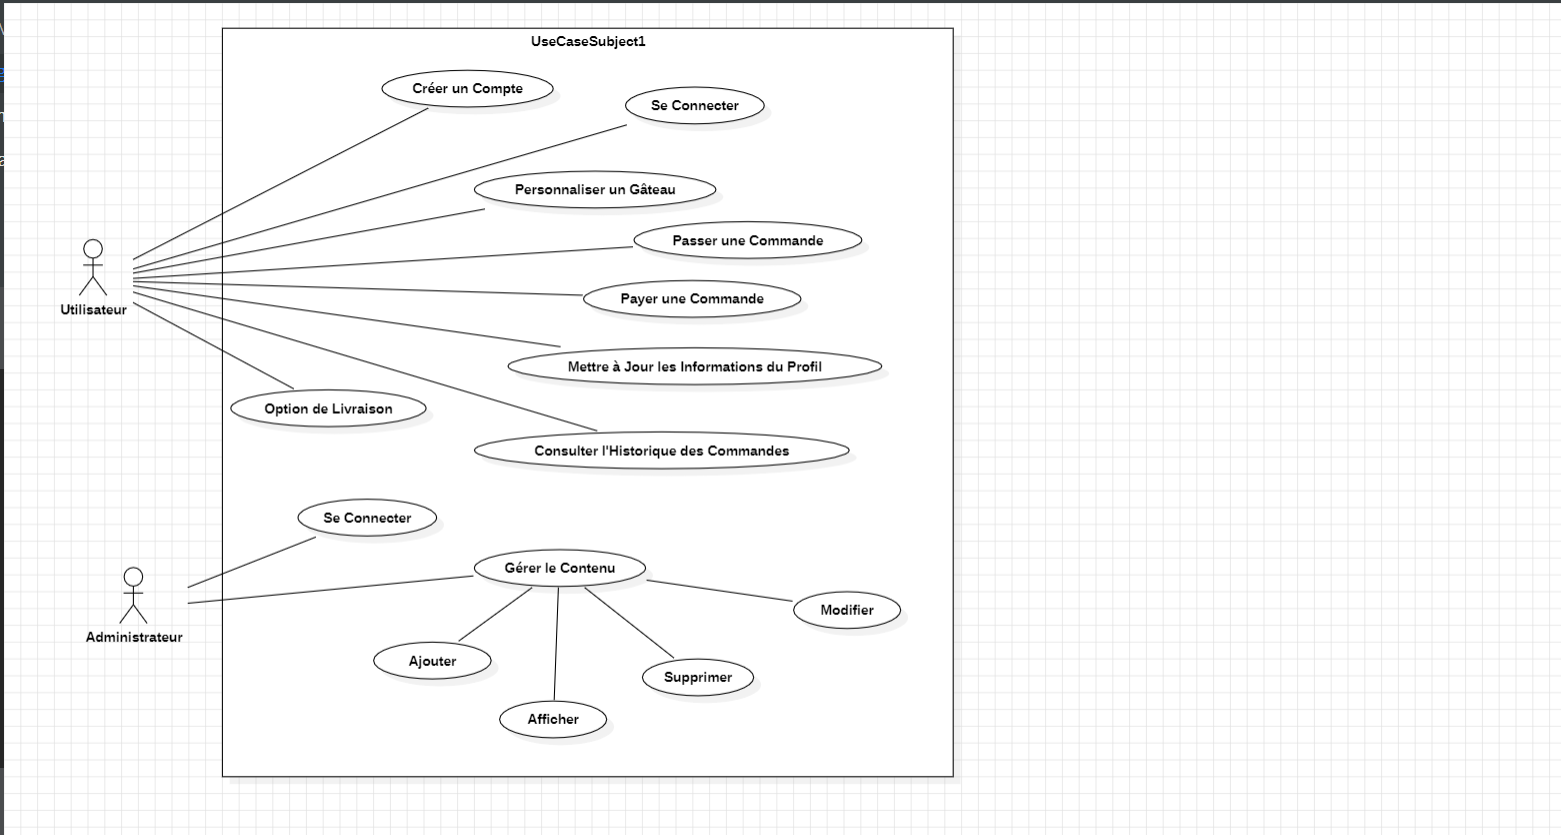 UseCaseSubject1
Créer un Compte
Se Connecter
Personnaliser un Gâteau
Passer une Commande
Payer une Commande
Utilisateur
Mettre à Jour les Informations du Profil
Option de Livraison
Consulter l'Historique des Commandes
Se Connecter
Gérer le Contenu
Modifier
Administrateur
Ajouter
Supprimer
Afficher